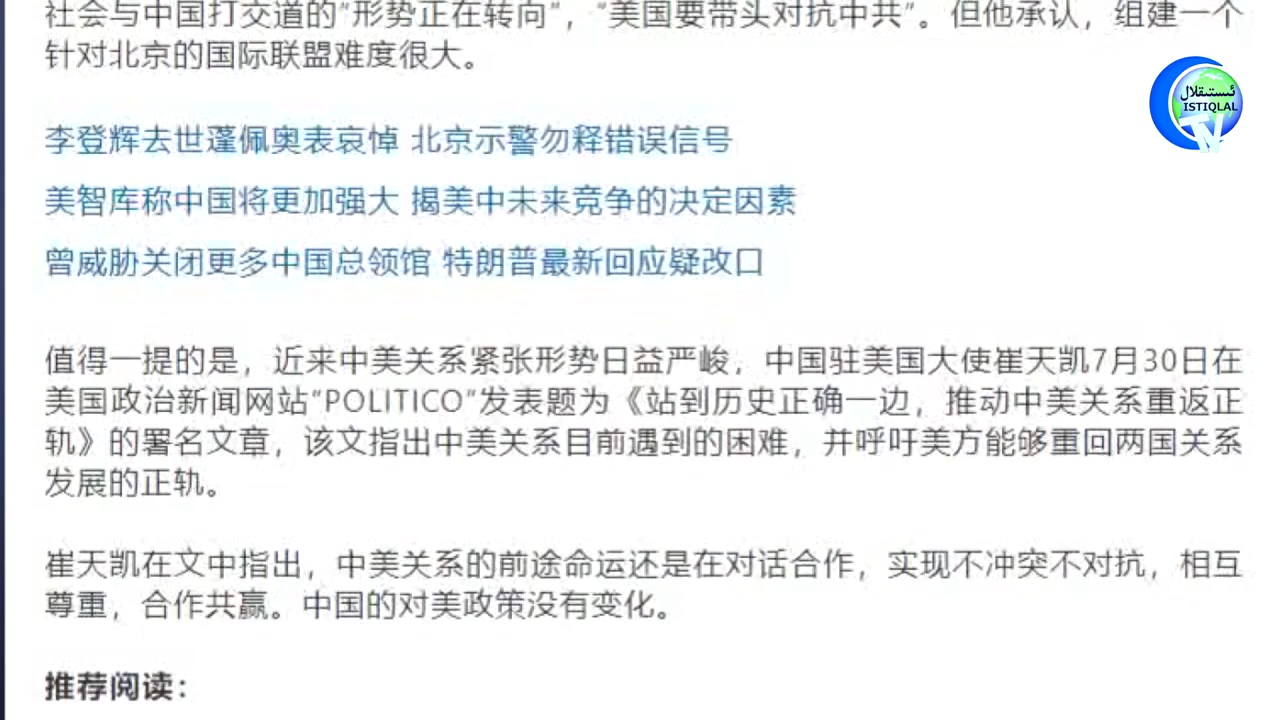 社会与中国打交道的“形势正在转向”，“美国要带头对抗中共”。但他承认，组建一个
针对北京的国际联盟难度很大。
ئىستىقلال
ISTIQLAL
TV
李登辉去世蓬佩奥表哀悼 北京示警勿释错误信号
美智库称中国将更加强大 揭美中未来竞争的决定因素
曾威胁关闭更多中国总领馆 特朗普最新回应疑改口
值得一提的是，近来中美关系紧张形势日益严峻，中国驻美国大使崔天凯7月30日在
美国政治新闻网站“POLITICO”发表题为《站到历史正确一边，推动中美关系重返正
轨》的署名文章，该文指出中美关系目前遇到的困难，并呼吁美方能够重回两国关系
发展的正轨。
崔天凯在文中指出，中美关系的前途命运还是在对话合作，实现不冲突不对抗，相互
尊重，合作共赢。中国的对美政策没有变化。
推荐阅读：